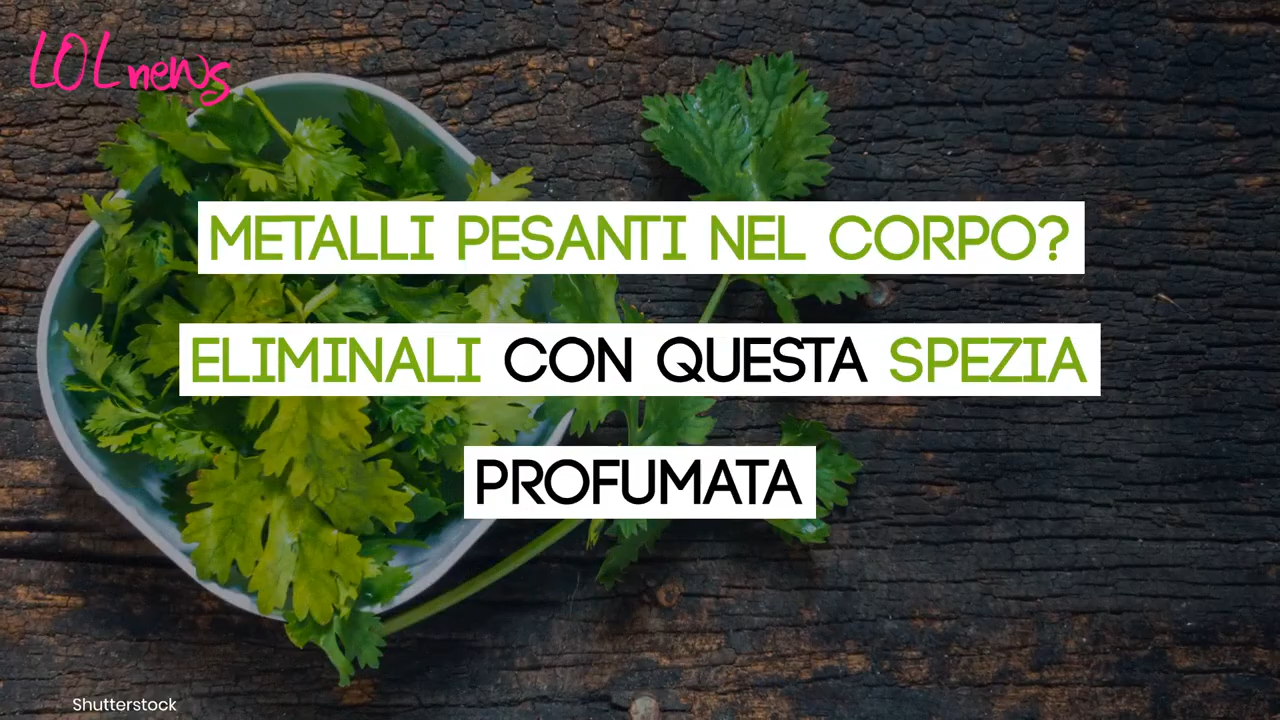 LOL news
METALLI PESANTI NEL CORPO?
ELIMINALI CON QUESTA SPEZIA
PROFUMATA
Shutterstock